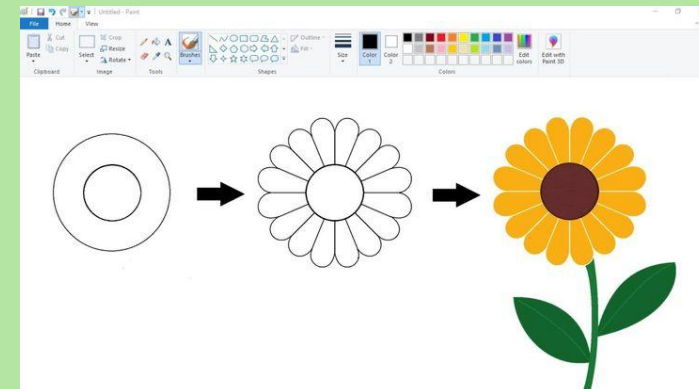 Untitled - Paint
File Home View
Paste
Cut
Copy
Clipboard
Select
Crop
Resize
Rotate
Image
A
Tools
Brushes
Outline
Fill
Shapes
Size
Color
1
Color
2
Colors
Edit
colors
Edit with
Paint 3D